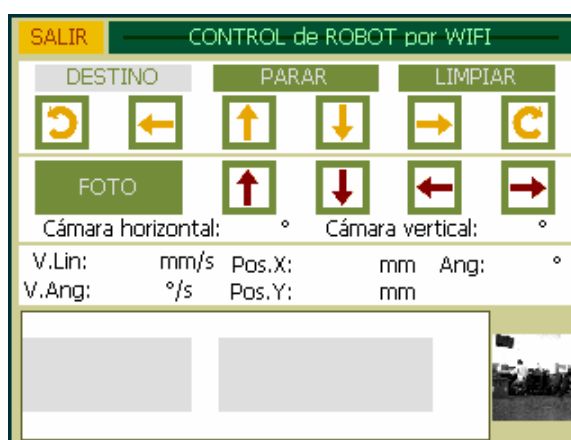 SALIR CONTROL de ROBOT por WIFI
DESTINO PARAR LIMPIAR
FOTO
Cámara horizontal: ° Cámara vertical: °
V.Lin: mm/s Pos.X: mm Ang: °
V.Ang: °/s Pos.Y: mm